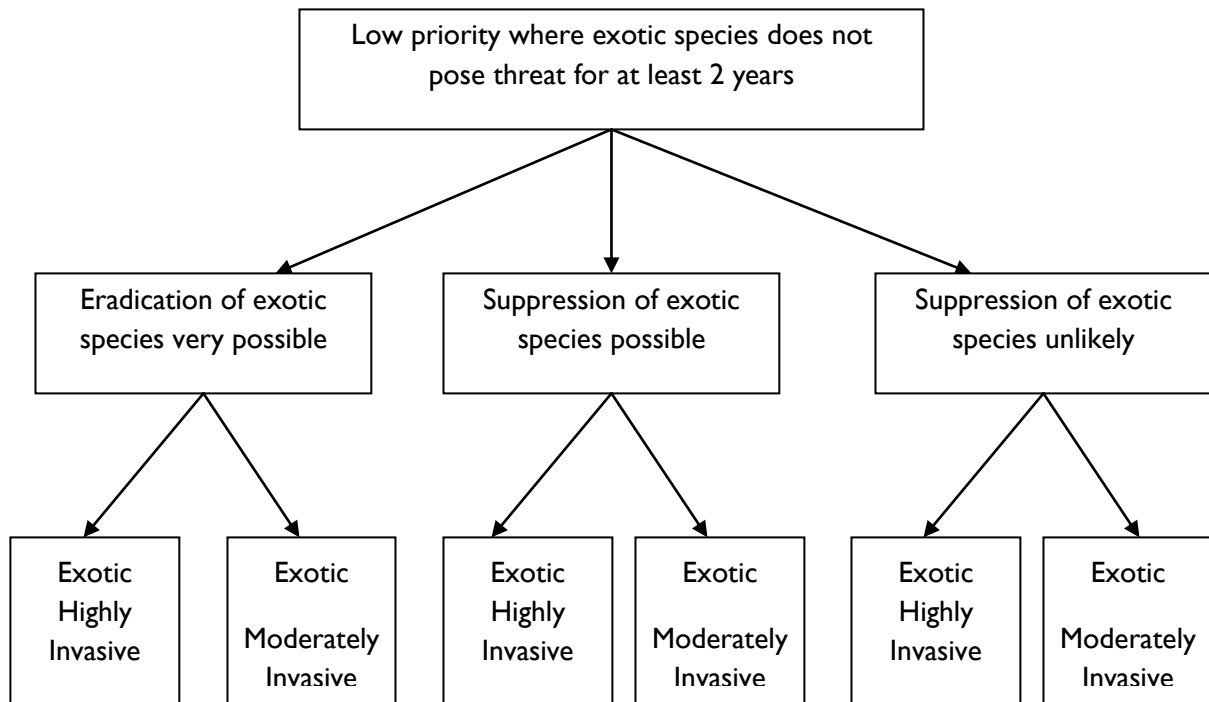 Low priority where exotic species does not
pose threat for at least 2 years
Eradication of exotic
species very possible
Suppression of exotic
species possible
Suppression of exotic
species unlikely
Exotic
Highly
Invasive
Exotic
Moderately
Invasive
Exotic
Highly
Invasive
Exotic
Moderately
Invasive
Exotic
Highly
Invasive
Exotic
Moderately
Invasive